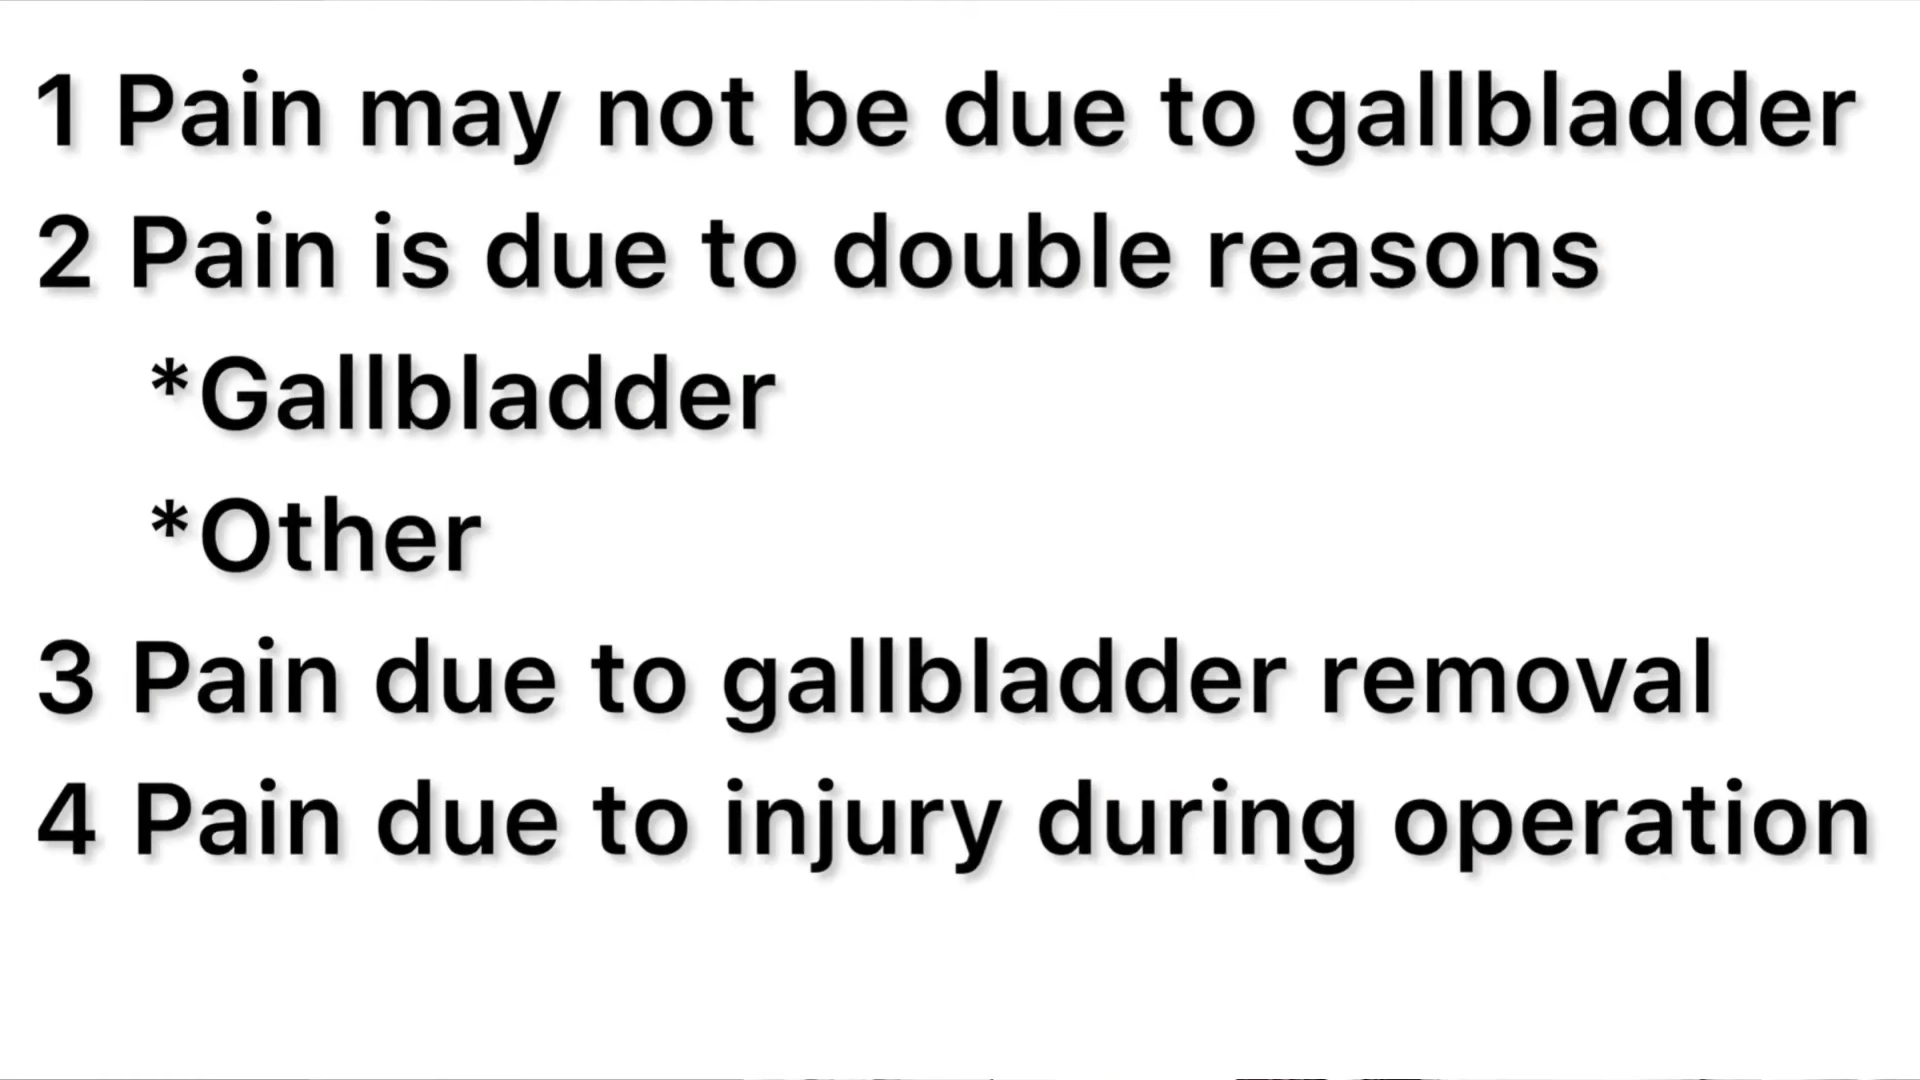 1 Pain may not be due to gallbladder
2 Pain is due to double reasons
*Gallbladder
*Other
3 Pain due to gallbladder removal
4 Pain due to injury during operation